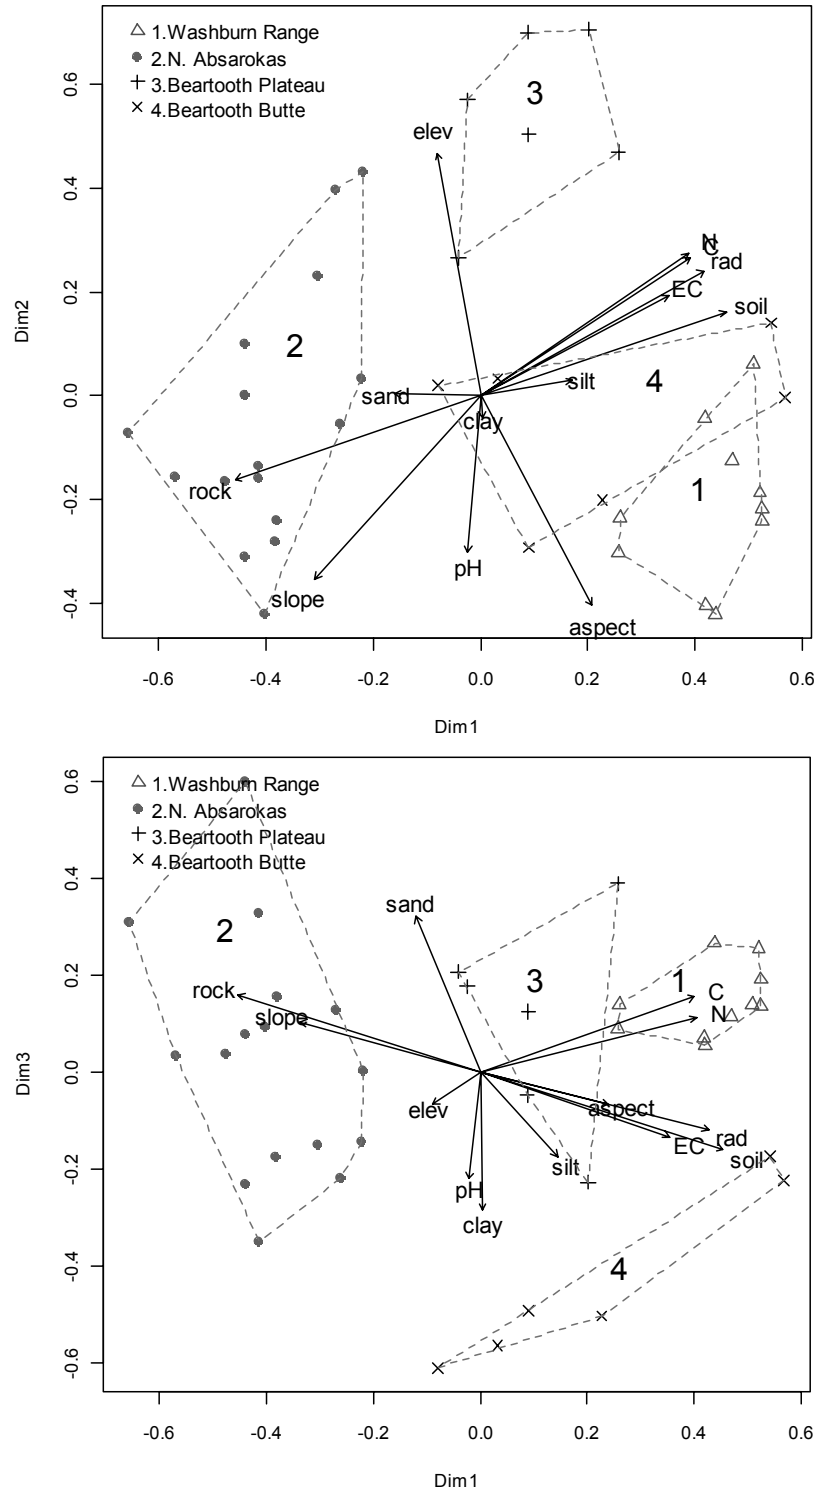 1.Washburn Range
2.N. Absarokas
3.Beartooth Plateau
4.Beartooth Butte
Dim2
0.6
0.4
0.2
0.0
-0.2
-0.4
3
elev
N
C
rad
EC
soil
2
sand
silt
4
clay
rock
1
pH
slope
aspect
-0.6 -0.4 -0.2 0.0 0.2 0.4 0.6
Dim1
1.Washburn Range
2.N. Absarokas
3.Beartooth Plateau
4.Beartooth Butte
Dim3
0.6
0.4
0.2
0.0
-0.2
-0.4
-0.6
sand
2
3
1
rock
C
slope
N
elev
aspect
EC
rad
silt
soil
pH
clay
4
-0.6 -0.4 -0.2 0.0 0.2 0.4 0.6
Dim1